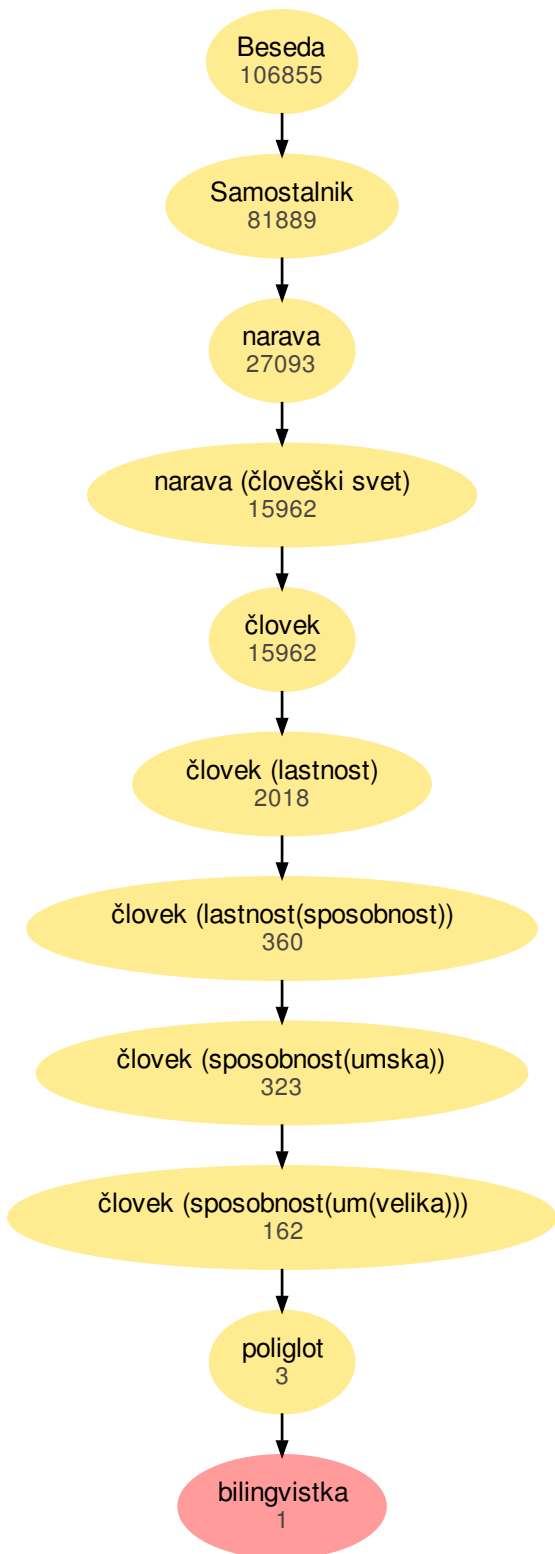 Beseda
106855
Samostalnik
81889
narava
27093
narava (človeški svet)
15962
človek
15962
človek (lastnost)
2018
človek (lastnost(sposobnost))
360
človek (sposobnost(umska))
323
človek (sposobnost(um(velika)))
162
poliglot
3
bilingvistka
1